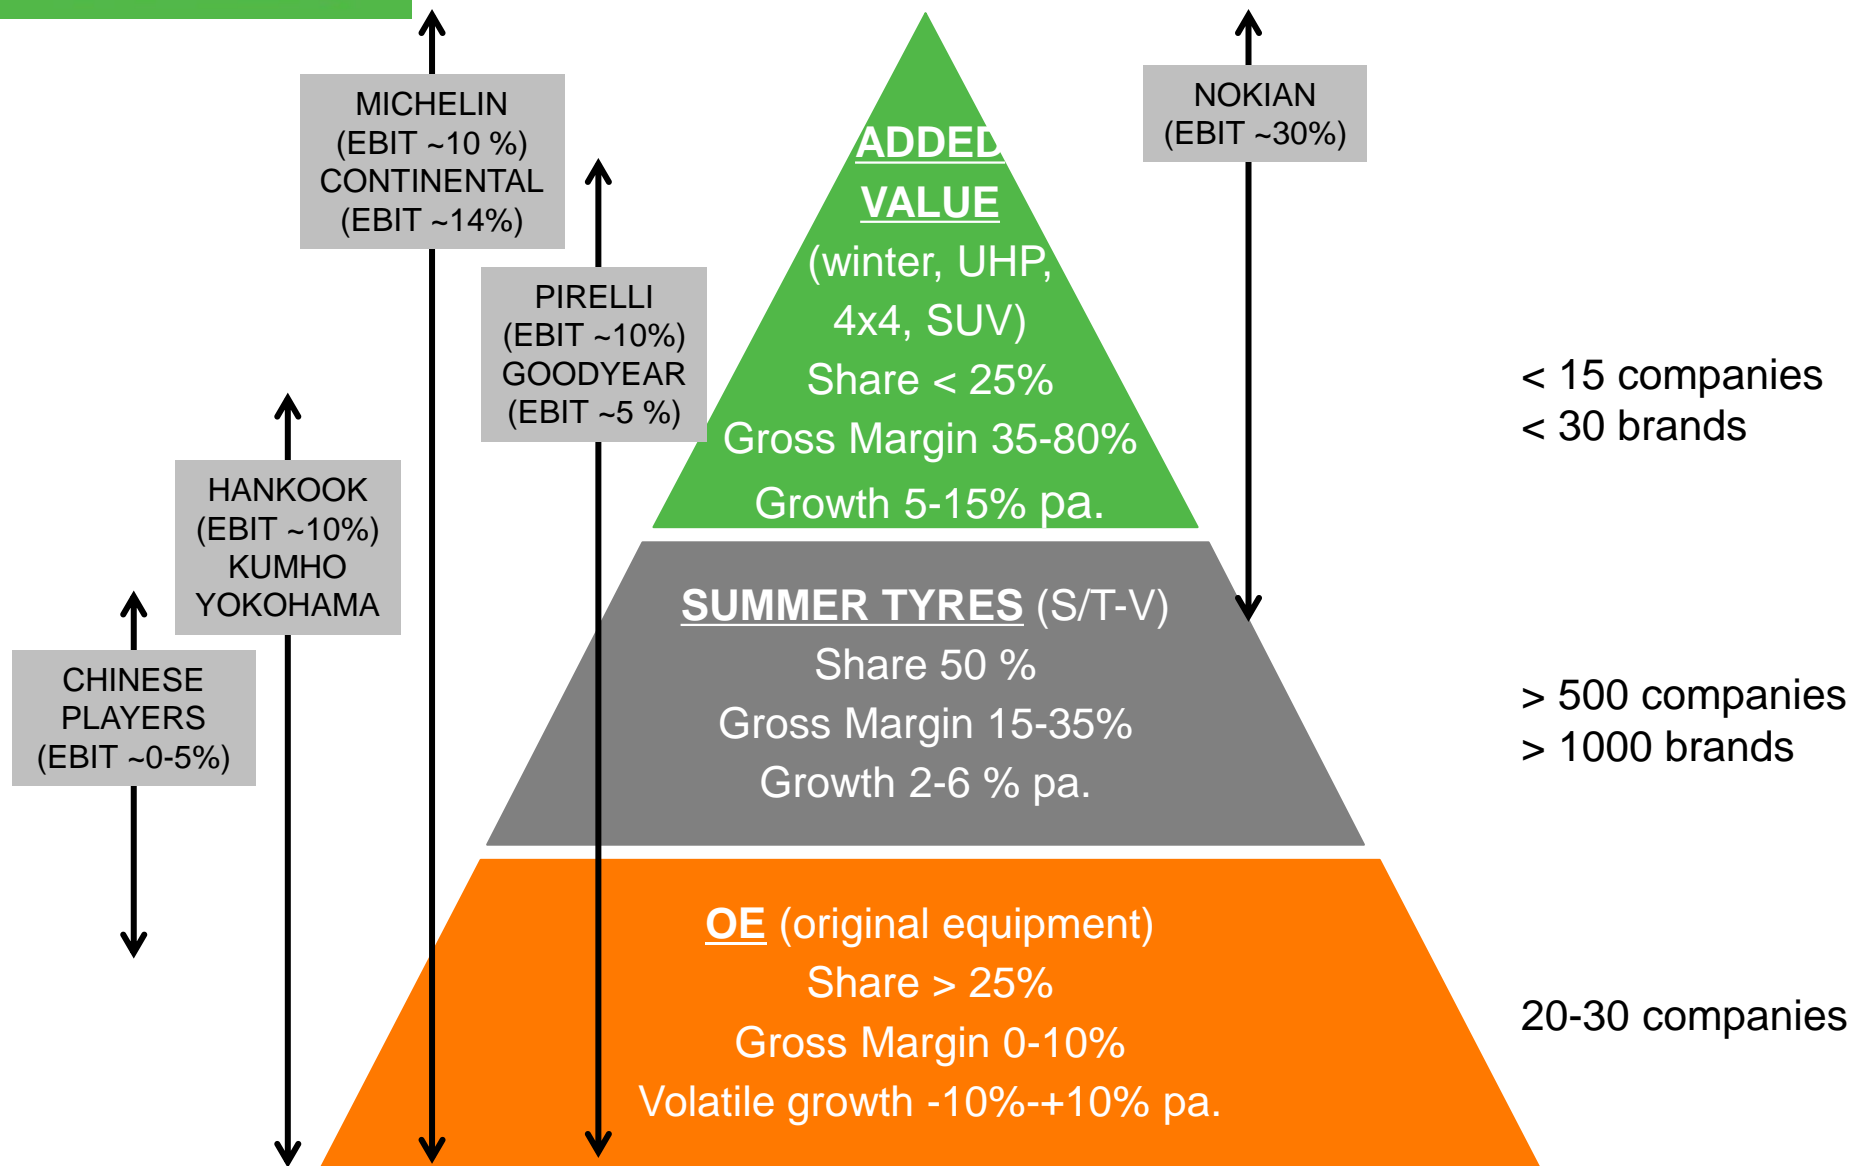 MICHELIN
(EBIT ~10 %)
CONTINENTAL
(EBIT ~14%)
PIRELLI
(EBIT ~10%)
GOODYEAR
(EBIT ~5 %)
HANKOOK
(EBIT ~10%)
KUMHO
YOKOHAMA
CHINESE
PLAYERS
(EBIT ~0-5%)
ADDED
VALUE
(winter, UHP,
4x4, SUV)
Share < 25%
Gross Margin 35-80%
Growth 5-15% pa.
SUMMER TYRES (S/T-V)
Share 50 %
Gross Margin 15-35%
Growth 2-6 % pa.
OE (original equipment)
Share > 25%
Gross Margin 0-10%
Volatile growth -10%-+10% pa.
NOKIAN
(EBIT ~30%)
< 15 companies
< 30 brands
> 500 companies
> 1000 brands
20-30 companies